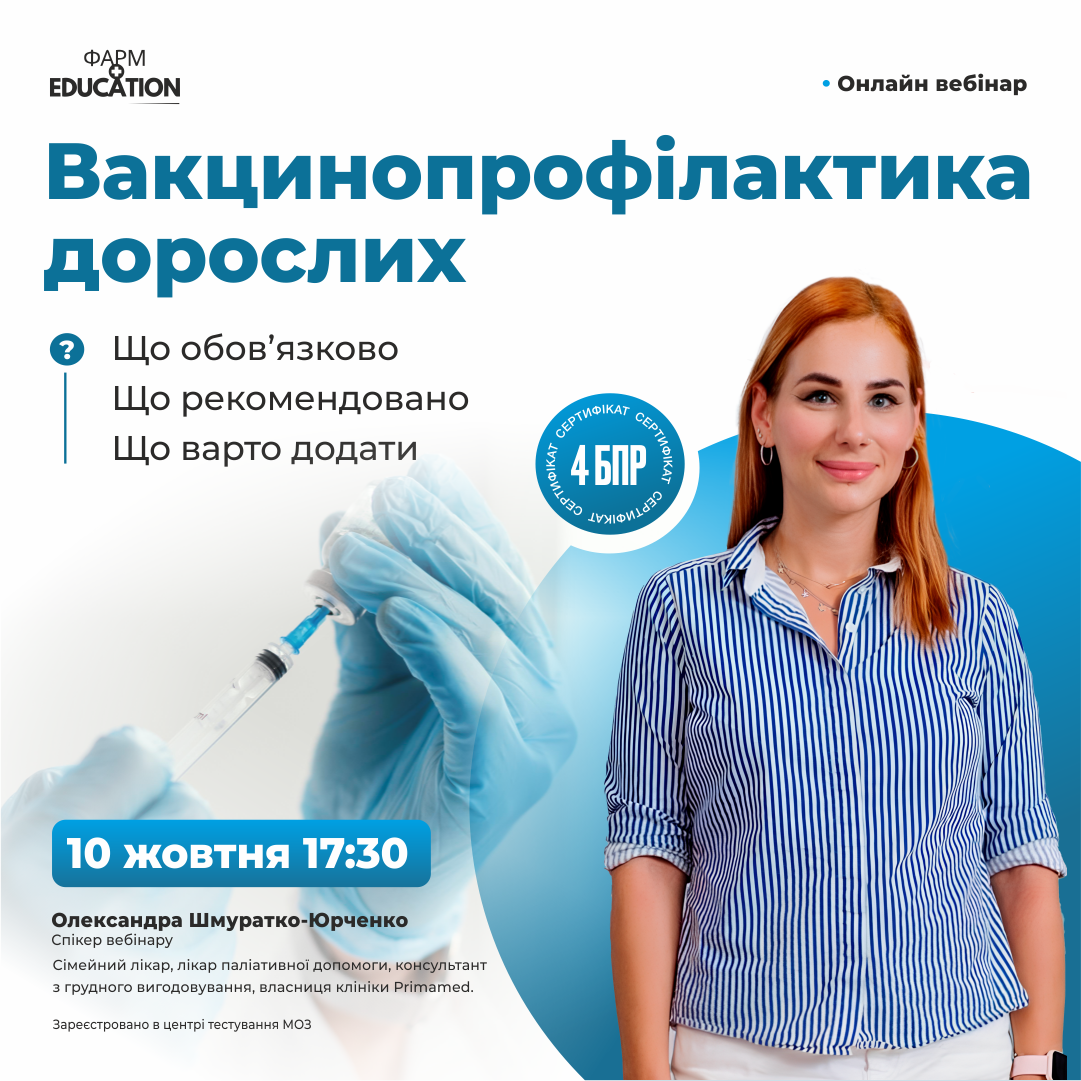 ФАРМ
EDUCATION
• Онлайн вебінар
Вакцинопрофілактика
дорослих
?
Що обов’язково
Що рекомендовано
Що варто додати
СЕРТИФІКАТ СЕРТИФІКАТ СЕРТИФІКАТ СЕРТИФІКАТ
4 БПР
10 жовтня 17:30
Олександра Шмуратко-Юрченко
Спікер вебінару
Сімейний лікар, лікар паліативної допомоги, консультант
з грудного вигодовування, власниця клініки Primamed.
Зареєстровано в центрі тестування МОЗ